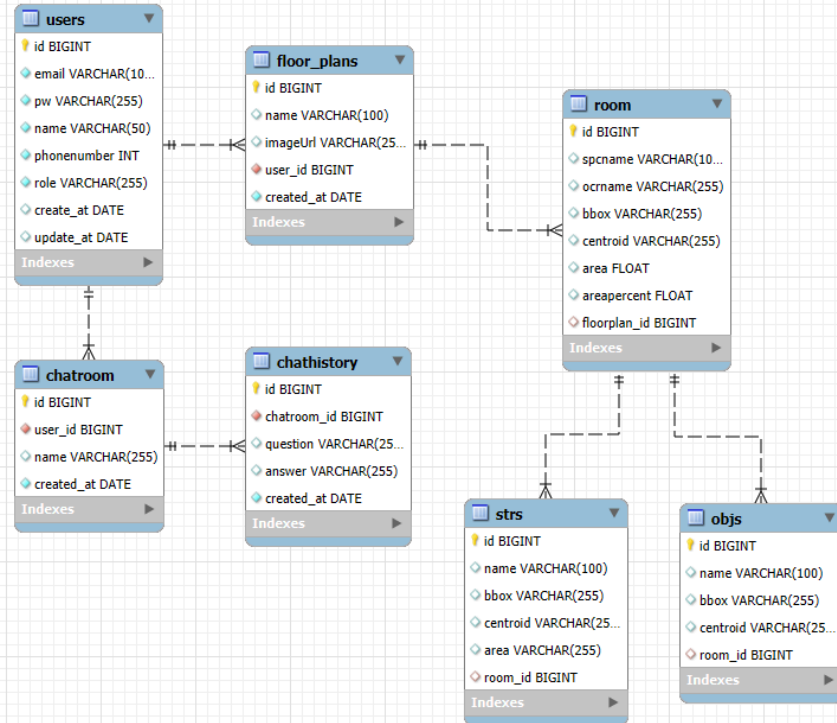 users
id BIGINT
email VARCHAR(10...
pw VARCHAR(255)
name VARCHAR(50)
phonenumber INT
role VARCHAR(255)
create_at DATE
update_at DATE
Indexes
floor_plans
id BIGINT
name VARCHAR(100)
imageUrl VARCHAR(25...
user_id BIGINT
created_at DATE
Indexes
room
id BIGINT
spcname VARCHAR(10...
ocrname VARCHAR(255)
bbox VARCHAR(255)
centroid VARCHAR(255)
area FLOAT
areapercent FLOAT
floorplan_id BIGINT
Indexes
chatroom
id BIGINT
user_id BIGINT
name VARCHAR(255)
created_at DATE
Indexes
chathistory
id BIGINT
chatroom_id BIGINT
question VARCHAR(25...
answer VARCHAR(255)
created_at DATE
Indexes
strs
id BIGINT
name VARCHAR(100)
bbox VARCHAR(255)
centroid VARCHAR(25...
area VARCHAR(255)
room_id BIGINT
Indexes
objs
id BIGINT
name VARCHAR(100)
bbox VARCHAR(255)
centroid VARCHAR(25...
room_id BIGINT
Indexes